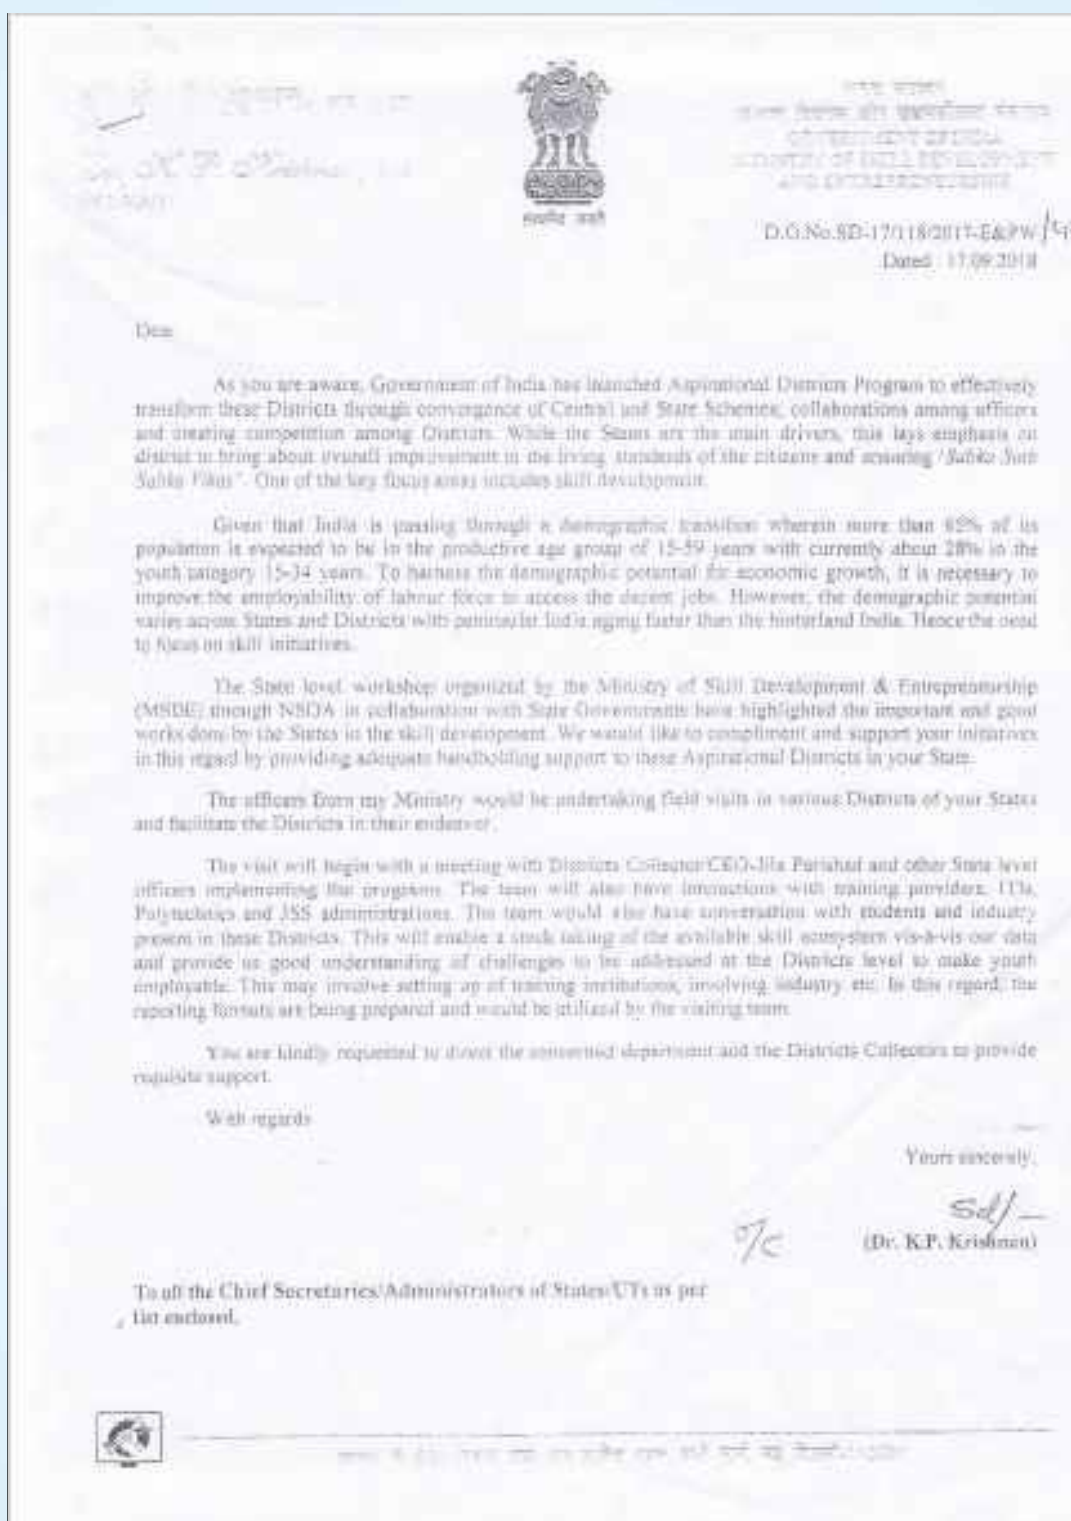 सत्यमेव जयते
GOVERNMENT OF INDIA
MINISTRY OF SKILL DEVELOPMENT
AND ENTREPRENEURSHIP
D.O.No.SD-17/118/2017-E&PW
Dated : 17.09.2018
Dear
As you are aware, Government of India has launched Aspirational Districts Program to effectively
transform these Districts through convergence of Central and State Schemes, collaborations among officers
and creating competition among Districts. While the States are the main drivers, this lays emphasis on
district to bring about overall improvement in the living standards of the citizens and ensuring "Sabka Sath
Sabka Vikas". One of the key focus areas includes skill development.
Given that India is passing through a demographic transition wherein more than of its
population is expected to be in the productive age group of 15-59 years with currently about 28% in the
youth category 15-34 years. To harness the demographic potential for economic growth, it is necessary to
improve the employability of labour force to access the decent jobs. However, the demographic potential
varies across States and Districts with peninsular India aging faster than the hinterland India. Hence the need
to focus on skill initiatives.
The State level workshop organized by the Ministry of Skill Development & Entrepreneurship
(MSDE) through NSDA in collaboration with State Governments have highlighted the important and good
works done by the States in the skill development. We would like to compliment and support your initiatives
in this regard by providing adequate handholding support to these Aspirational Districts in your State.
The officers from my Ministry would be undertaking field visits in various Districts of your States
and facilitate the Districts in their endeavor.
The visit will begin with a meeting with Districts Collector/CEO-Jila Parishad and other State level
officers implementing the programs. The team will also have interactions with training providers, ITIs,
Polytechnics and JSS administrations. The team would also have conversation with students and industry
present in these Districts. This will enable a stock taking of the available skill ecosystem vis-à-vis our data
and provide us good understanding of challenges to be addressed at the Districts level to make youth
employable. This may involve setting up of training institutions, involving industry etc. In this regard, the
reporting formats are being prepared and would be utilized by the visiting team.
You are kindly requested to direct the concerned department and the Districts Collectors to provide
requisite support.
With regards
Yours sincerely,
Sd/-
O/C
(Dr. K.P. Krishnan)
To all the Chief Secretaries/Administrators of States/UTs as per
list enclosed.